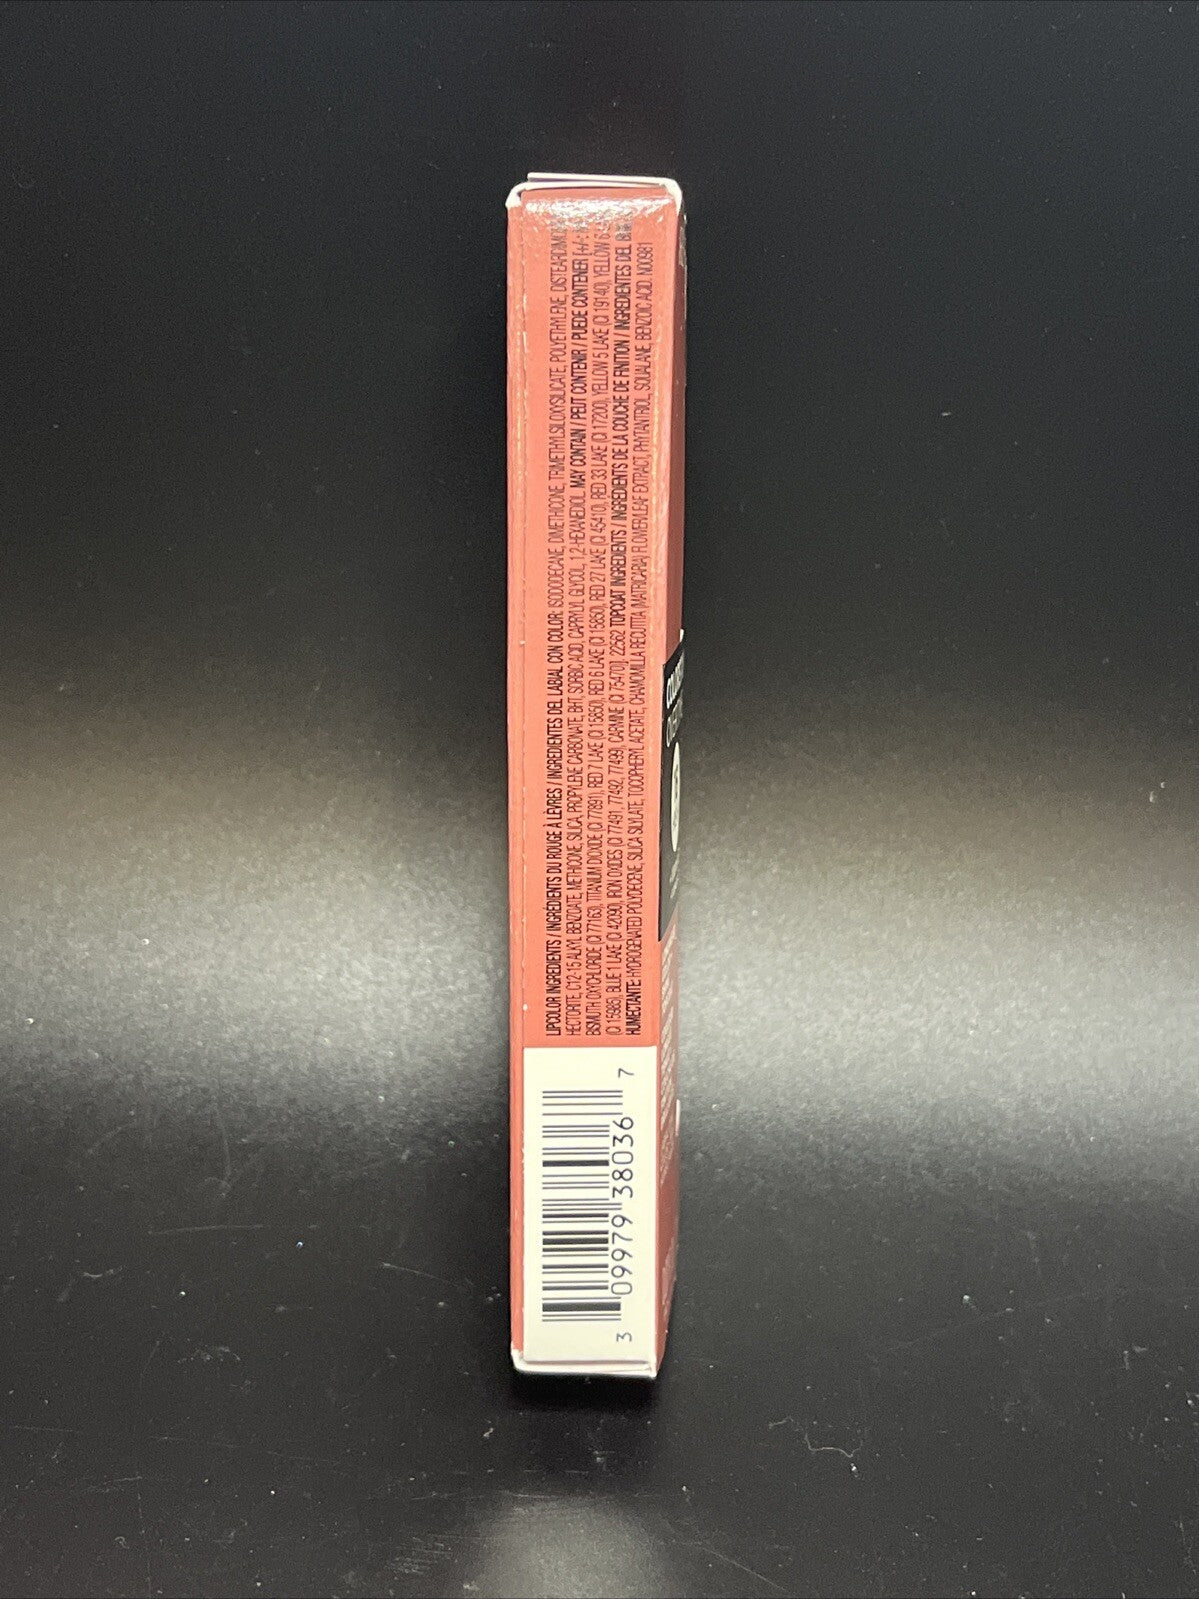 LIPCOLOR INGREDIENTS / INGRÉDIENTS DU ROUGE À LÈVRES / INGREDIENTES DEL LABIAL CON COLOR: ISODODECANE, DIMETHICONE, TRIMETHYLSILOXYSILICATE, POLYETHYLENE,
HECTORITE, C12-15 ALKYL BENZOATE, METHICONE, SILICA, PROPYLENE CARBONATE, BHT, SORBIC ACID, CAPRYLYL GLYCOL, 1,2-HEXANEDIOL. MAY CONTAIN / PEUT CONTENIR / PUEDE CONTENER [+/-:
BISMUTH OXYCHLORIDE (CI 77163), TITANIUM DIOXIDE (CI 77891), RED 7 LAKE (CI 15850), RED 6 LAKE (CI 15850), RED 27 LAKE (CI 45410), RED 33 LAKE (CI 17200), YELLOW 5 LAKE (CI 19140), YELLOW 6
(CI 15985), BLUE 1 LAKE (CI 42090), IRON OXIDES (CI 77491, 77492, 77499), CARMINE (CI 75470)]. 22562 TOPCOAT INGREDIENTS / INGRÉDIENTS DE LA COUCHE DE FINITION / INGREDIENTES DEL
HUMECTANTE: HYDROGENATED POLYDECENE, SILICA SILYLATE, TOCOPHERYL ACETATE, CHAMOMILLA RECUTITA (MATRICARIA) FLOWER/LEAF EXTRACT, PHYTANTRIOL, SQUALANE, BENZOIC ACID. N00981
3 09979 38036 7